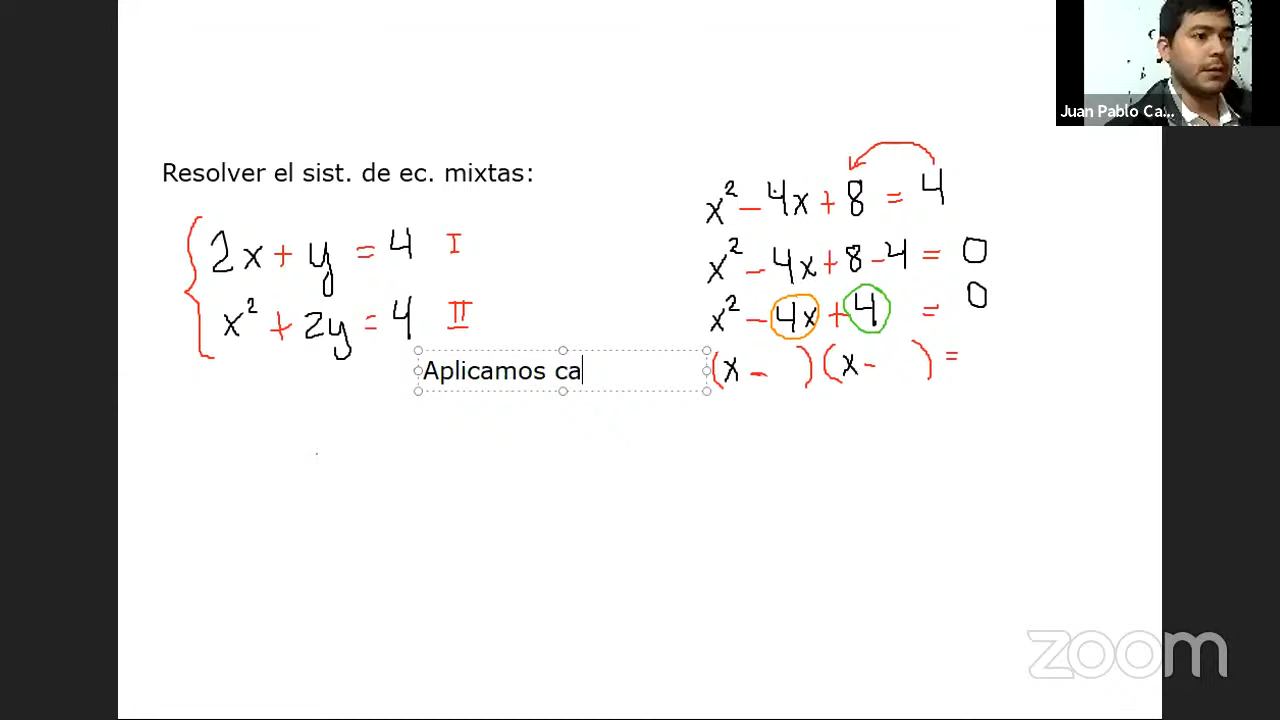 Juan Pablo Ca...
Resolver el sist. de ec. mixtas:
2x + y = 4 I
x² + 2y = 4 II
Aplicamos ca
x² - 4x + 8 = 4
x² - 4x + 8 - 4 = 0
x² - 4x + 4 = 0
(x - ) (x - ) =
zoom